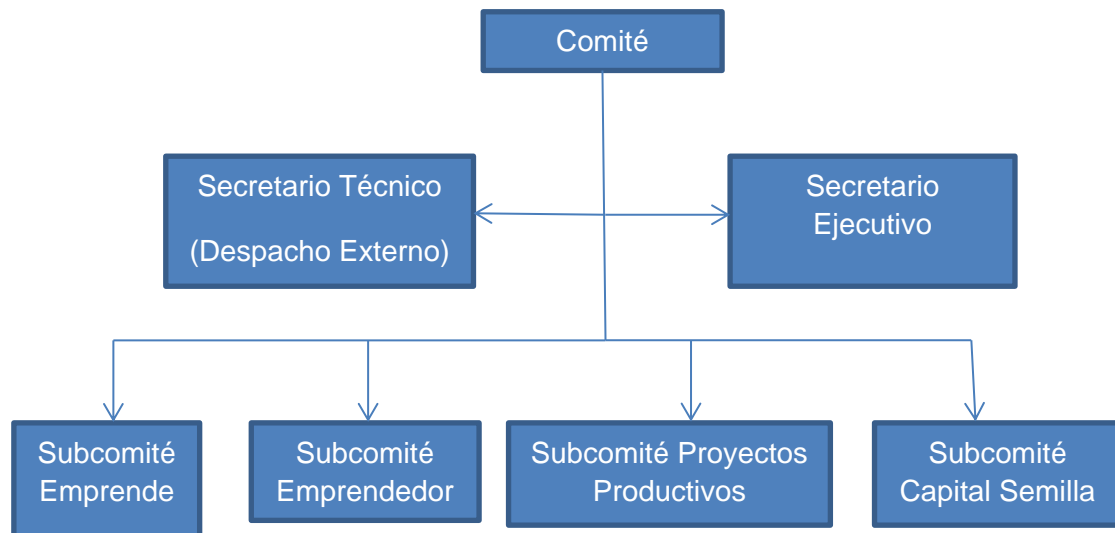 Comité
Secretario Técnico
(Despacho Externo)
Secretario
Ejecutivo
Subcomité
Emprende
Subcomité
Emprendedor
Subcomité Proyectos
Productivos
Subcomité
Capital Semilla